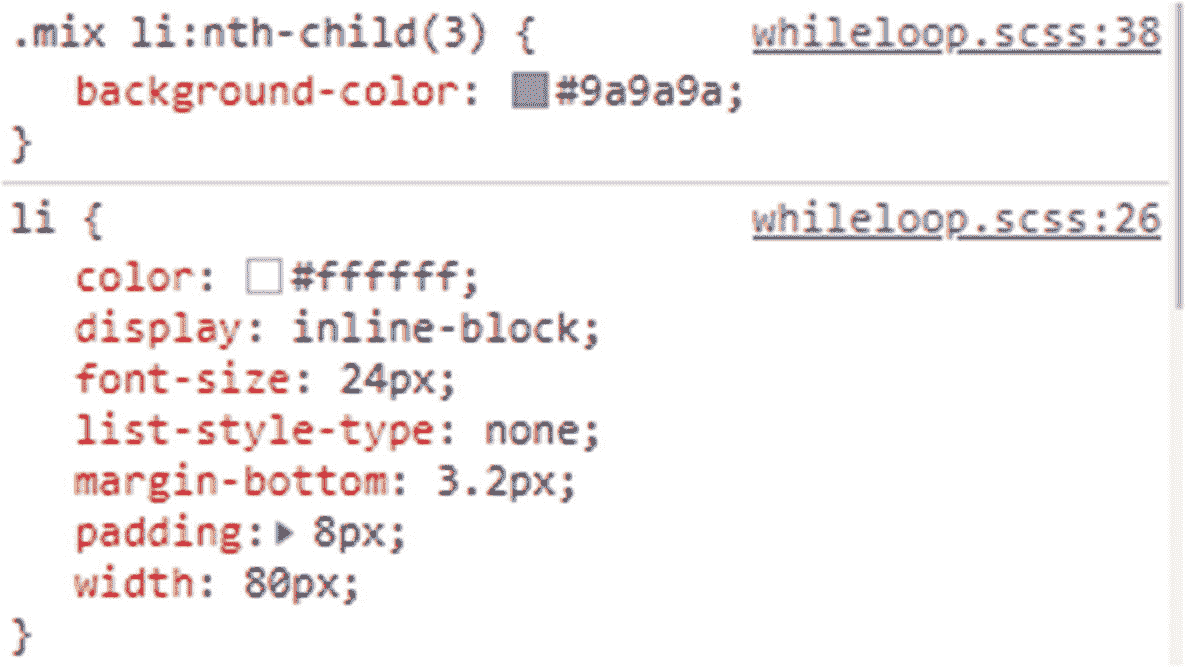 .mix li:nth-child(3) { whileloop.scss:38
background-color: #9a9a9a;
}
li { whileloop.scss:26
color: #ffffff;
display: inline-block;
font-size: 24px;
list-style-type: none;
margin-bottom: 3.2px;
padding: 8px;
width: 80px;
}